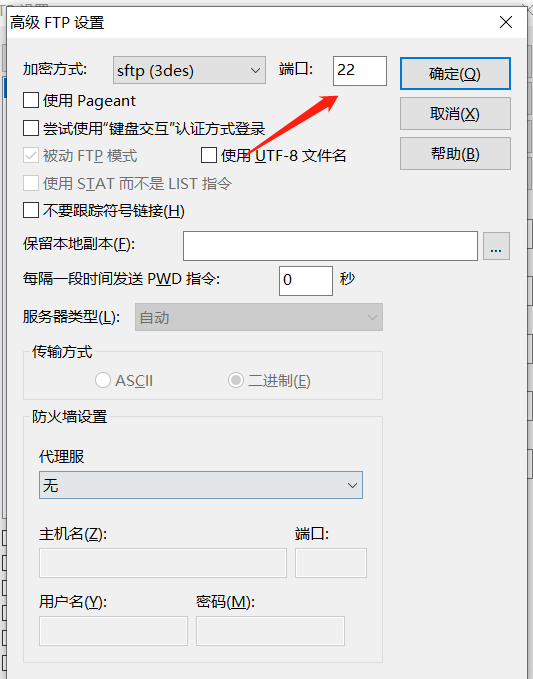 高级 FTP 设置
加密方式: sftp (3des) 端口: 22 确定(Q)
使用 Pageant 取消(X)
尝试使用“键盘交互”认证方式登录
被动 FTP 模式 使用 UTF-8 文件名 帮助(B)
使用 STAT 而不是 LIST 指令
不要跟踪符号链接(H)
保留本地副本(F): ...
每隔一段时间发送 PWD 指令: 0 秒
服务器类型(L): 自动
传输方式
ASCII 二进制(E)
防火墙设置
代理服
无
主机名(Z): 端口:
用户名(Y): 密码(M):